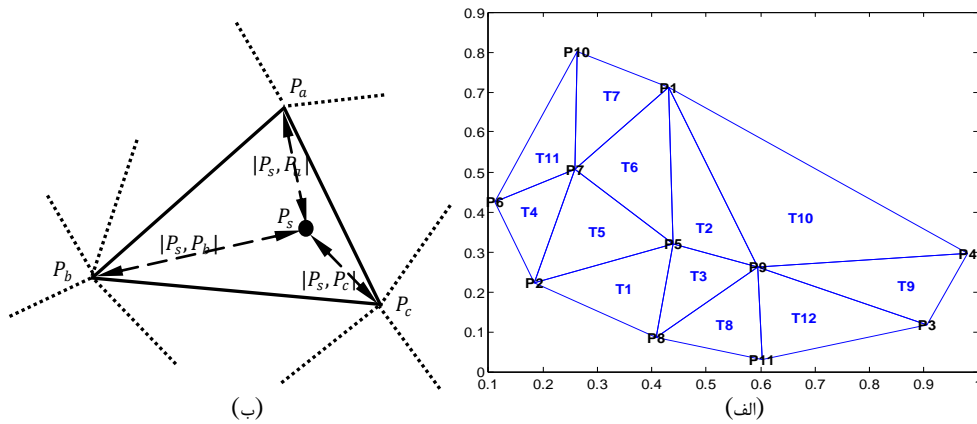 P_a
|P_s, P_a|
P_s
|P_s, P_b|
P_b
|P_s, P_c|
P_c
(ب)
0.9
0.8
0.7
0.6
0.5
0.4
0.3
0.2
0.1
0
P10
P1
T7
T11
P7
T6
P6
T4
T10
T5
T2
P5
P4
P9
P2
T3
T9
T1
T8
T12
P3
P8
P11
0.1 0.2 0.3 0.4 0.5 0.6 0.7 0.8 0.9 1
(الف)